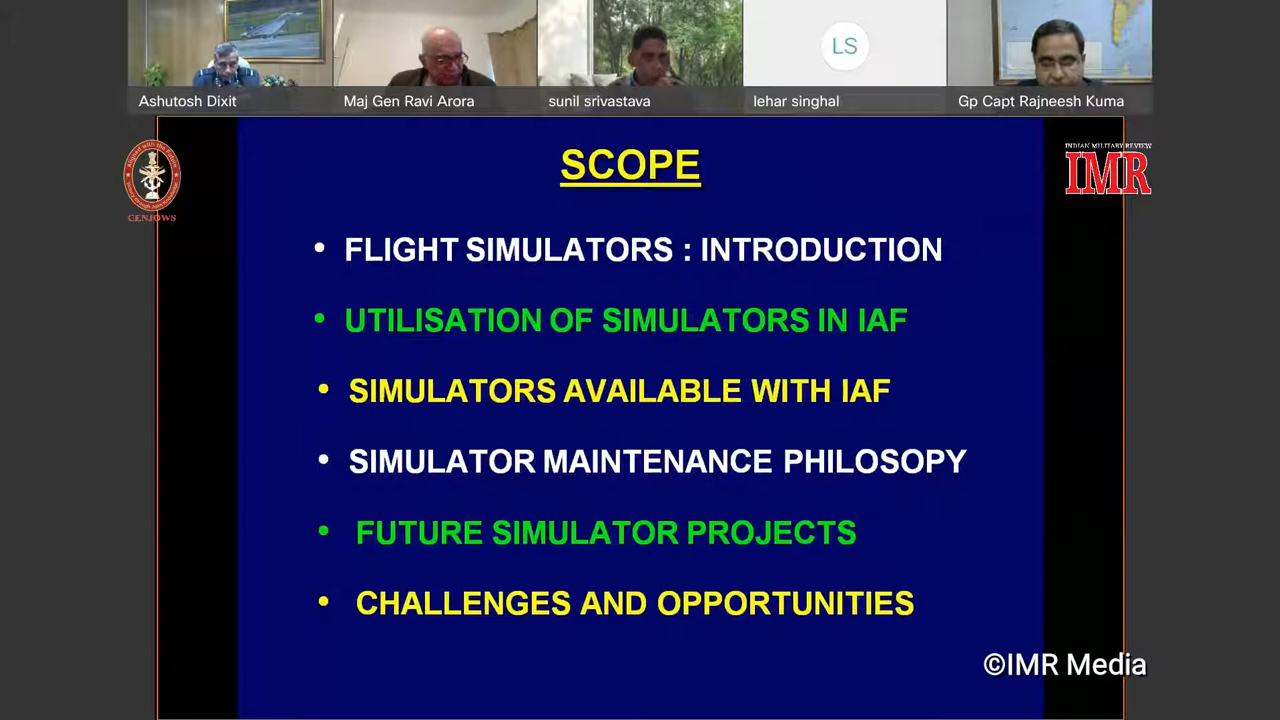 LS
Ashutosh Dixit
Maj Gen Ravi Arora
sunil srivastava
lehar singhal
Gp Capt Rajneesh Kuma
CENJOWS
INDIAN MILITARY REVIEW
IMR
SCOPE
• FLIGHT SIMULATORS : INTRODUCTION
• UTILISATION OF SIMULATORS IN IAF
• SIMULATORS AVAILABLE WITH IAF
• SIMULATOR MAINTENANCE PHILOSOPY
• FUTURE SIMULATOR PROJECTS
• CHALLENGES AND OPPORTUNITIES
©IMR Media